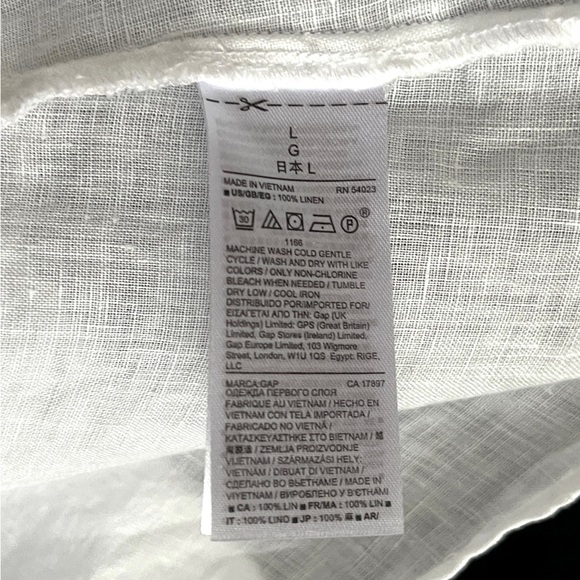 L
G
日本 L
MADE IN VIETNAM RN 54023
■ US/GB/EG : 100% LINEN
30 P ®
1166
MACHINE WASH COLD GENTLE
CYCLE / WASH AND DRY WITH LIKE
COLORS / ONLY NON-CHLORINE
BLEACH WHEN NEEDED / TUMBLE
DRY LOW / COOL IRON
DISTRIBUIDO POR/IMPORTED FOR/
ΕΙΣΑΓΕΤΑΙ ΑΠΟ ΤΗΝ: Gap (UK
Holdings) Limited: GPS (Great Britain)
Limited, Gap Stores (Ireland) Limited,
Gap Europe Limited, 103 Wigmore
Street, London, W1U 1QS Egypt: RIGE,
LLC
MARCA:GAP CA 17897
ОДЕЖДА ПЕРВОГО СЛОЯ
FABRIQUÉ AU VIETNAM / HECHO EN
VIETNAM CON TELA IMPORTADA /
FABRICADO NO VIETNÃ /
ΚΑΤΑΣΚΕΥΑΣΤΗΚΕ ΣΤΟ ΒΙΕΤΝΑΜ / 越
南製 / ZEMLJA PROIZVODNJE
VIJETNAM / SZÁRMAZÁSI HELY:
VIETNAM / DIBUAT DI VIETNAM /
СДЕЛАНО ВО ВЬЕТНАМЕ / MADE IN
VIYETNAM / ВИРОБЛЕНО У В'ЄТНАМІ
■ CA : 100% LIN ■ FR/MA : 100% LIN
■ IT : 100% LINO ■ JP : 100% 麻 ■ AR/